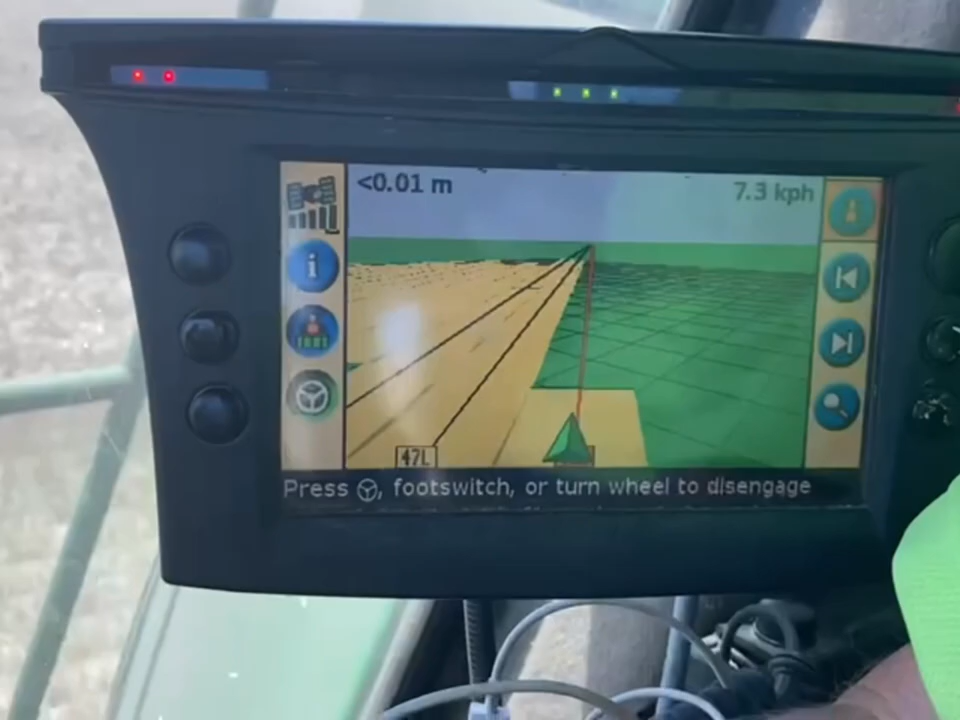 <0.01 m
7.3 kph
i
47L
Press , footswitch, or turn wheel to disengage